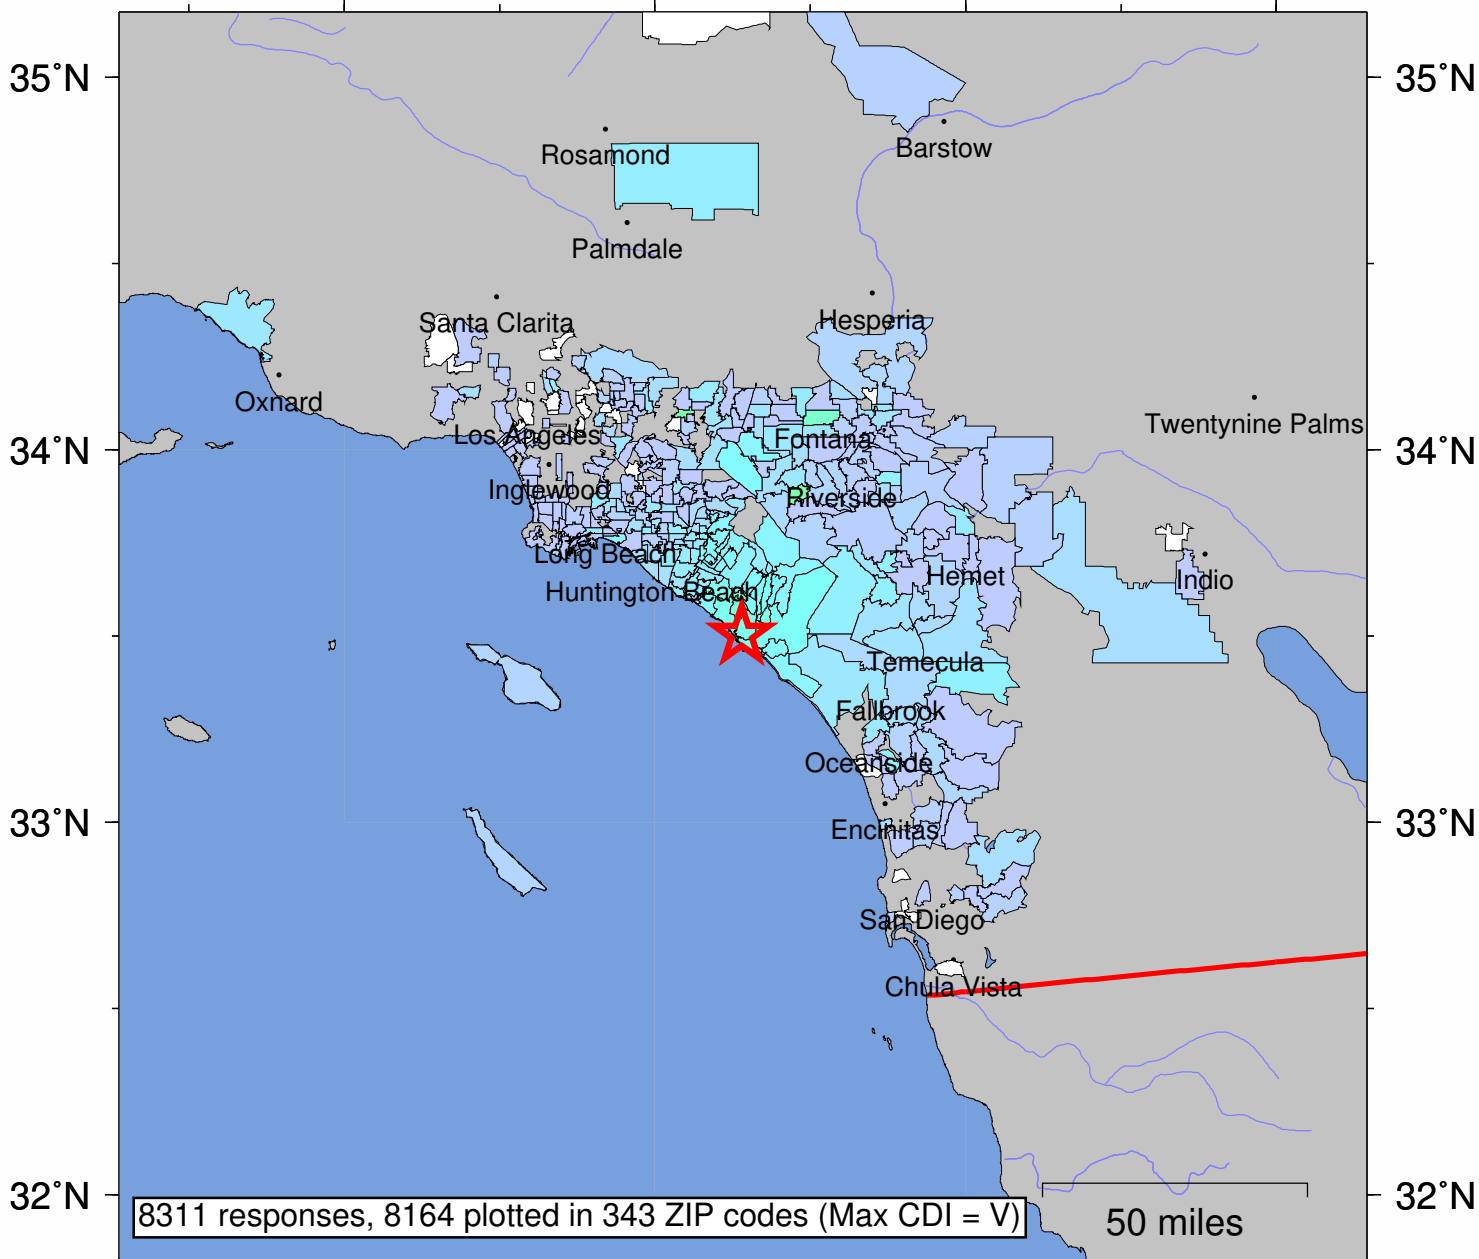 35°N 35°N
Rosamond
Barstow
Palmdale
Santa Clarita
Hesperia
Oxnard
Twentynine Palms
Los Angeles
Fontana
34°N 34°N
Inglewood
Riverside
Long Beach
Hemet
Indio
Huntington Beach
Temecula
Fallbrook
Oceanside
33°N 33°N
Encinitas
San Diego
Chula Vista
32°N 32°N
8311 responses, 8164 plotted in 343 ZIP codes (Max CDI = V)
50 miles